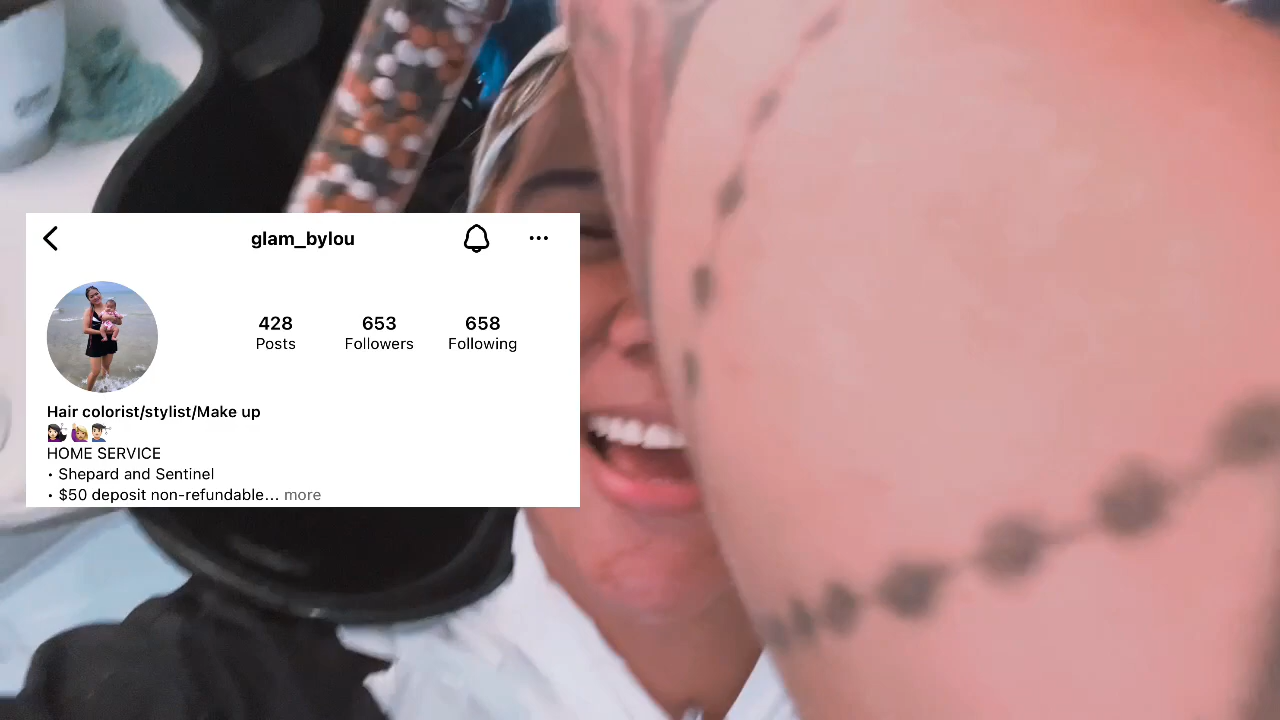 glam_bylou
428 653 658
Posts Followers Following
Hair colorist/stylist/Make up
HOME SERVICE
• Shepard and Sentinel
• $50 deposit non-refundable... more